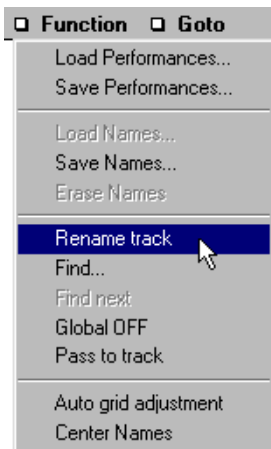 Function Goto
Load Performances...
Save Performances...
Load Names...
Save Names...
Erase Names
Rename track
Find...
Find next
Global OFF
Pass to track
Auto grid adjustment
Center Names